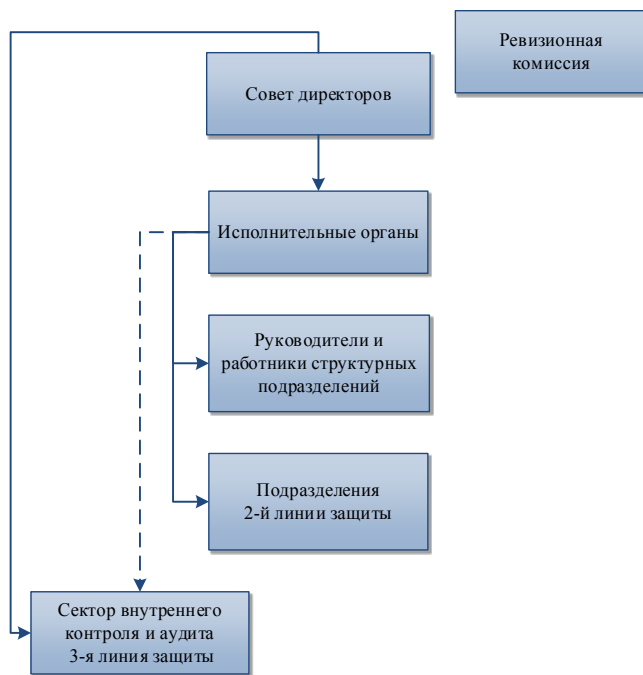 Ревизионная
комиссия
Совет директоров
Исполнительные органы
Руководители и
работники структурных
подразделений
Подразделения
2-й линии защиты
Сектор внутреннего
контроля и аудита
3-я линия защиты